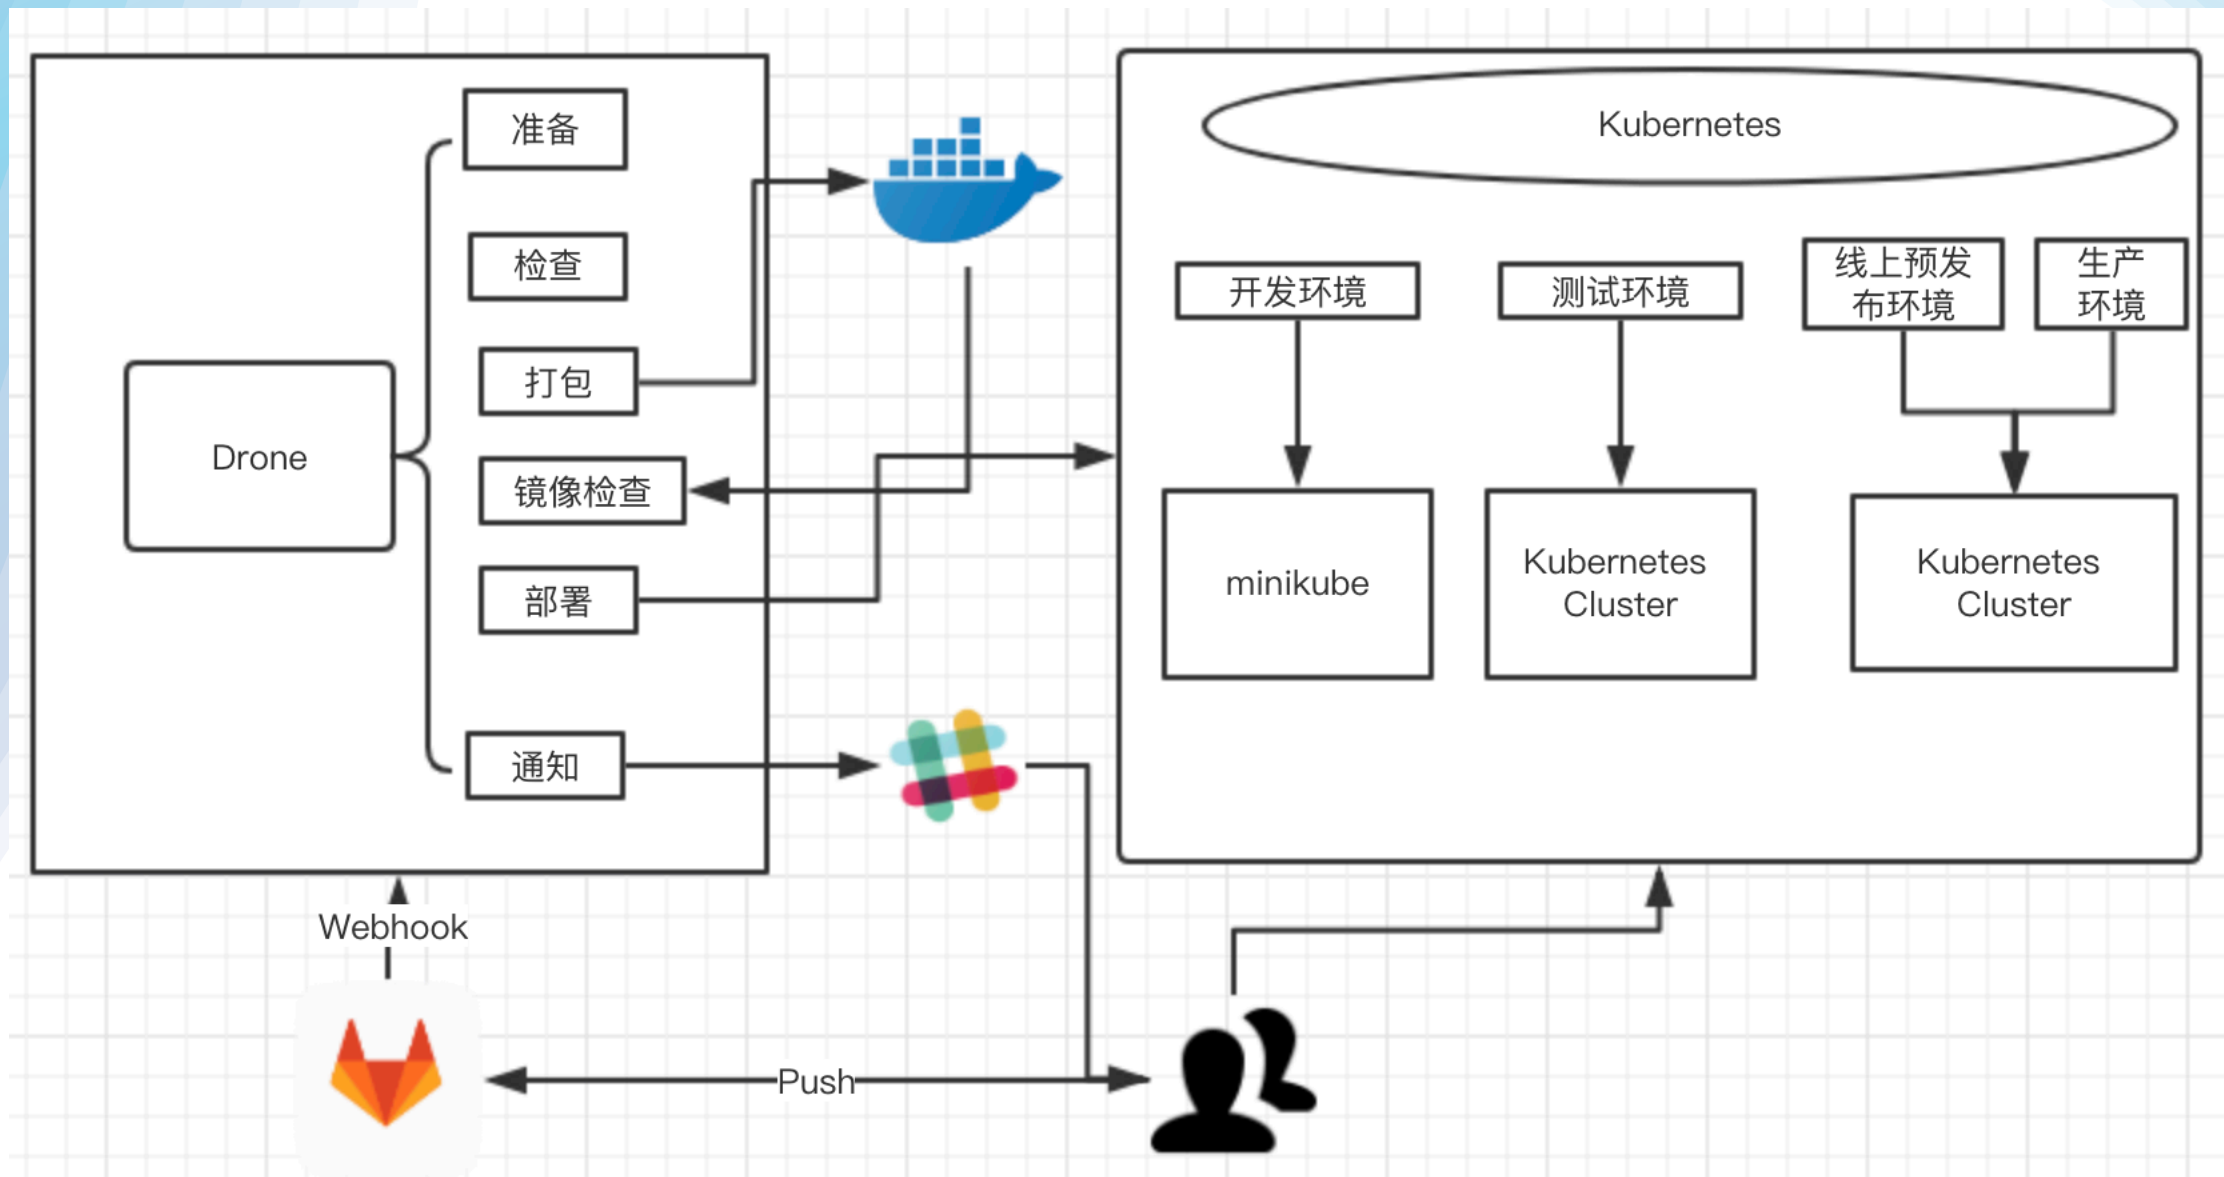 准备
检查
打包
镜像检查
部署
通知
Drone
Webhook
Push
Kubernetes
开发环境
测试环境
线上预发
布环境
生产
环境
minikube
Kubernetes
Cluster
Kubernetes
Cluster